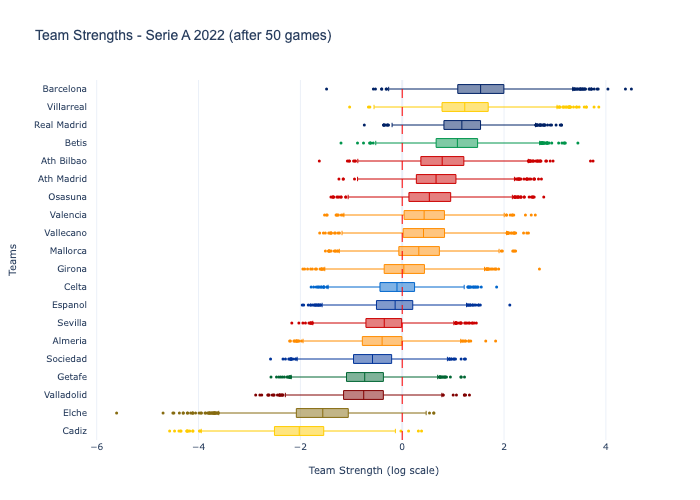 Team Strengths - Serie A 2022 (after 50 games)
Barcelona
Villarreal
Real Madrid
Betis
Ath Bilbao
Ath Madrid
Osasuna
Valencia
Vallecano
Mallorca
Girona
Celta
Espanol
Sevilla
Almeria
Sociedad
Getafe
Valladolid
Elche
Cadiz
Teams
−6 −4 −2 0 2 4
Team Strength (log scale)